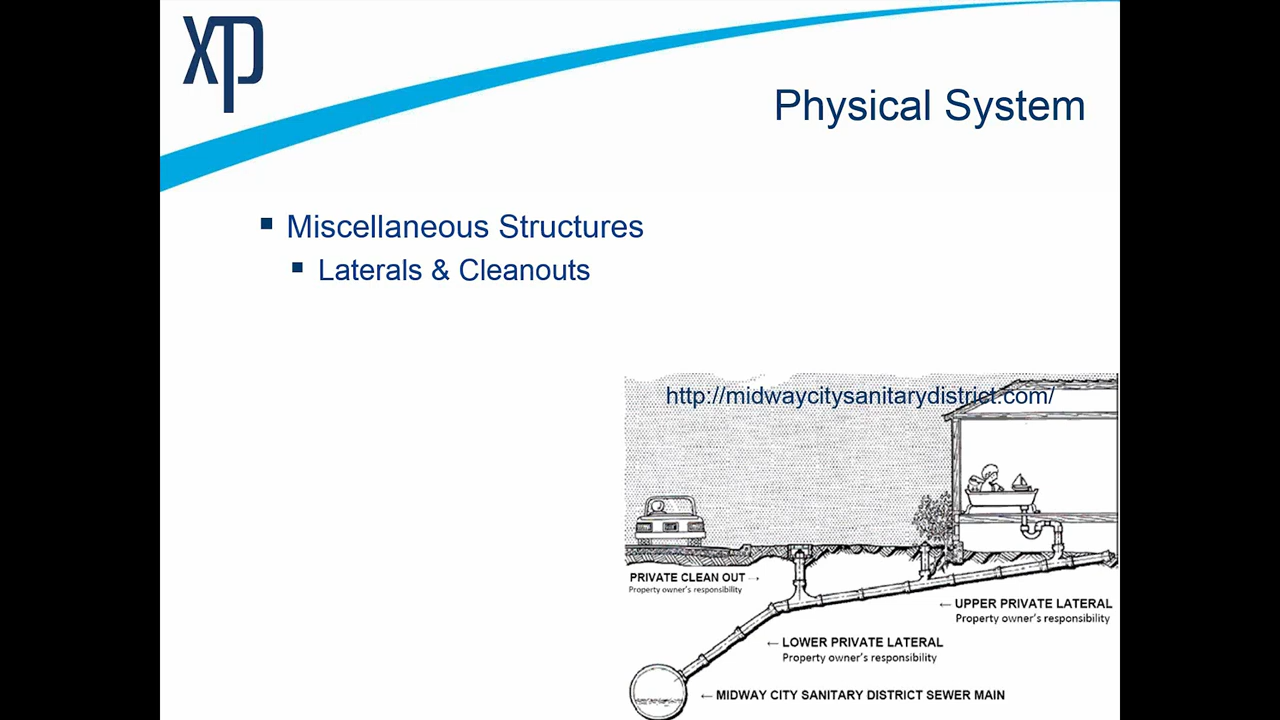 xp
Physical System
Miscellaneous Structures
Laterals & Cleanouts
http://midwaycitysanitarydistrict.com/
PRIVATE CLEAN OUT →
Property owner's responsibility
← UPPER PRIVATE LATERAL
Property owner's responsibility
← LOWER PRIVATE LATERAL
Property owner's responsibility
← MIDWAY CITY SANITARY DISTRICT SEWER MAIN